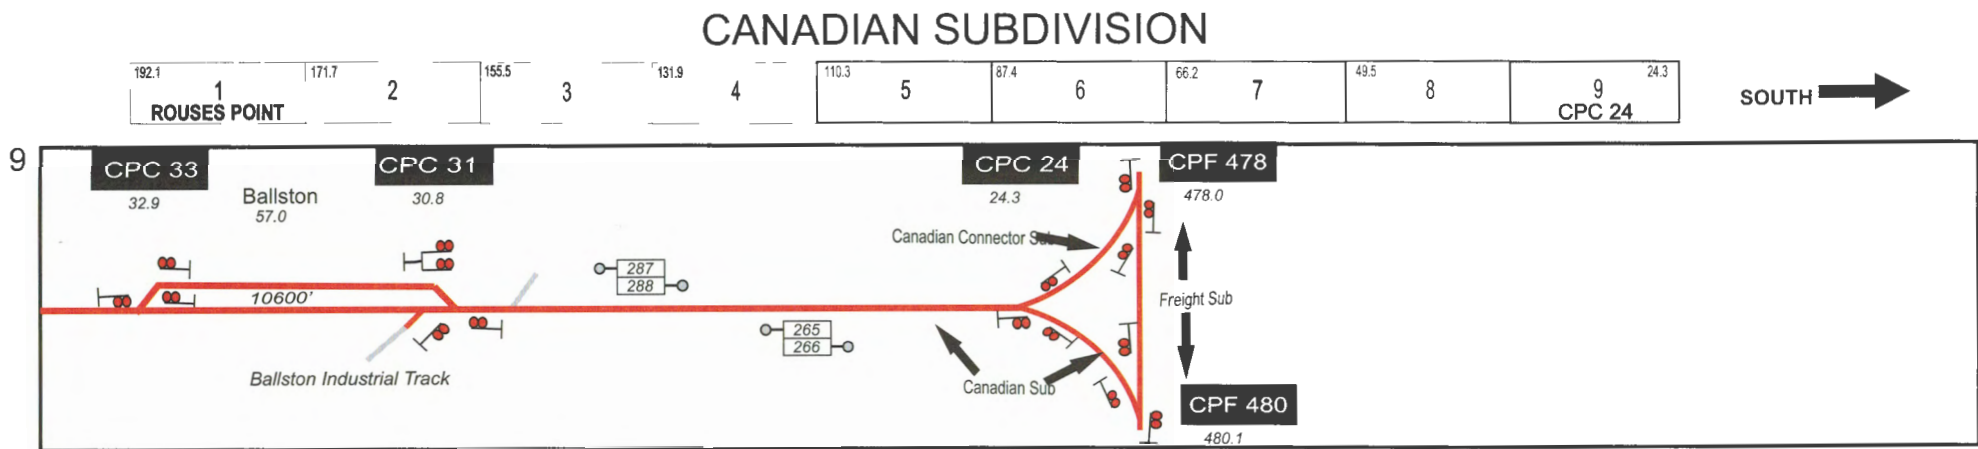 CANADIAN SUBDIVISION
192.1 171.7 155.5 131.9 110.3 87.4 66.2 49.5 24.3
1 2 3 4 5 6 7 8 9
ROUSES POINT CPC 24
SOUTH
9
CPC 33 CPC 31 CPC 24 CPF 478
32.9 Ballston 30.8 24.3 478.0
57.0
Canadian Connector Sub
287
288
10600'
Freight Sub
265
266
Ballston Industrial Track
Canadian Sub
CPF 480
480.1